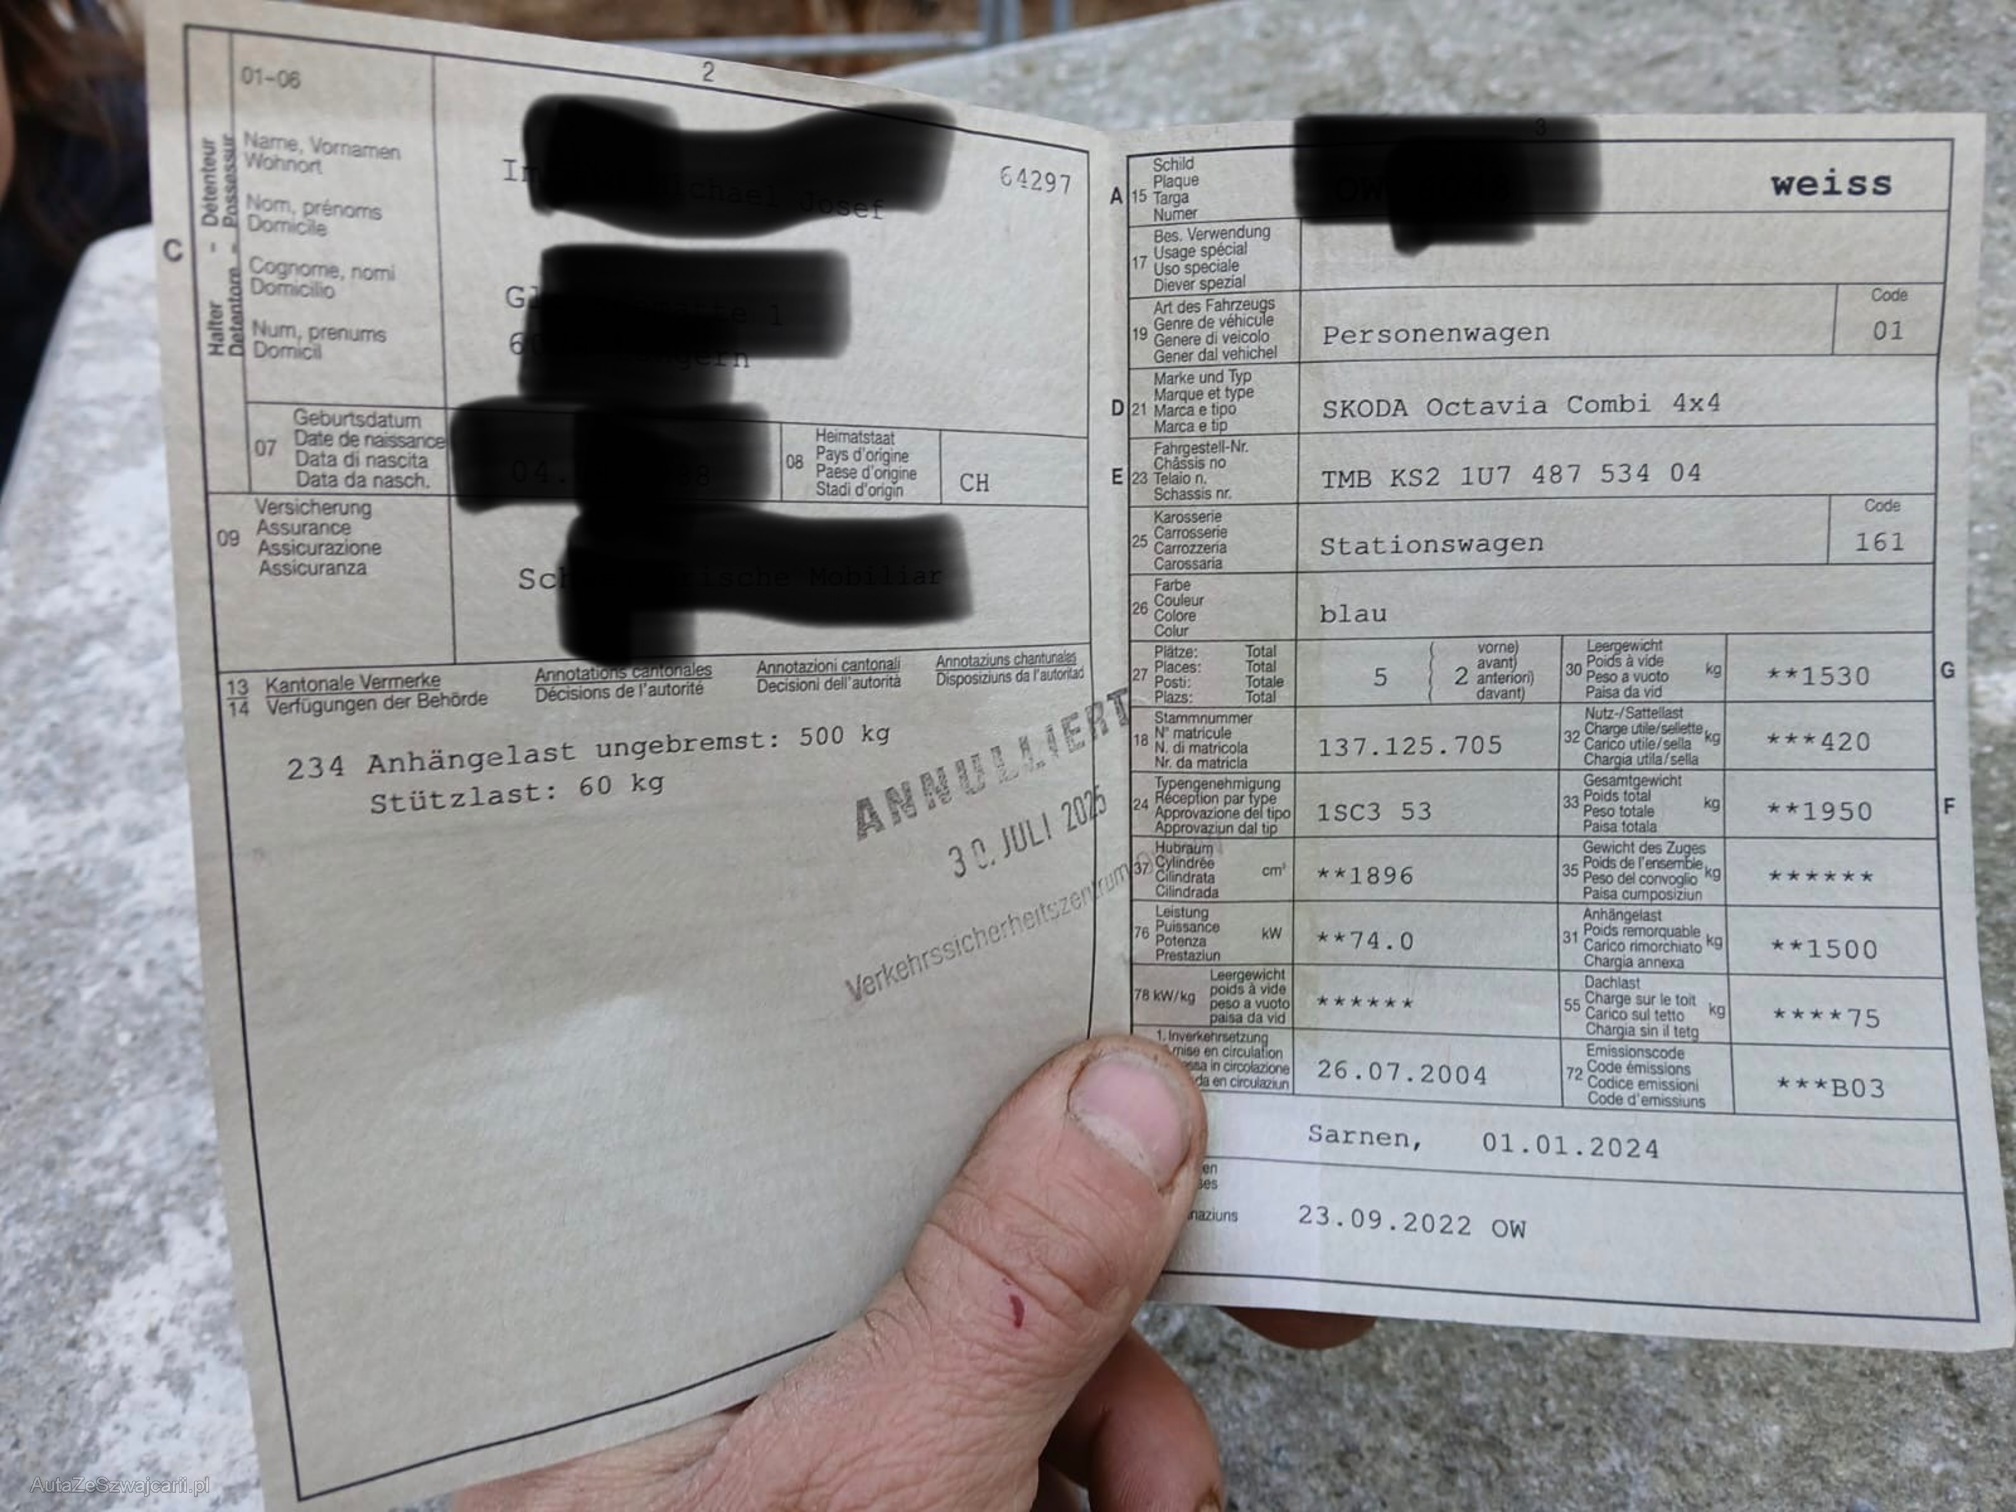 01-06
2
C
Halter - Détenteur
Detentore - Possessur
Name, Vornamen
Wohnort
Nom, prénoms
Domicile
Cognome, nomi
Domicilio
Num, prenums
Domicil
64297
07
Geburtsdatum
Date de naissance
Data di nascita
Data da nasch.
08
Heimatstaat
Pays d'origine
Paese d'origine
Stadi d'origin
CH
09
Versicherung
Assurance
Assicurazione
Assicuranza
13
14
Kantonale Vermerke
Verfügungen der Behörde
Annotations cantonales
Décisions de l'autorité
Annotazioni cantonali
Decisioni dell'autorità
Annotaziuns chantunalas
Disposiziuns da l'autoritad
234 Anhängelast ungebremst: 500 kg
Stützlast: 60 kg
ANNULLIERT
30. JULI 2025
Verkehrssicherheitszentrum
3
A 15
Schild
Plaque
Targa
Numer
weiss
17
Bes. Verwendung
Usage spécial
Uso speciale
Diever spezial
19
Art des Fahrzeugs
Genre de véhicule
Genere di veicolo
Gener dal vehichel
Personenwagen
Code
01
D 21
Marke und Typ
Marque et type
Marca e tipo
Marca e tip
SKODA Octavia Combi 4x4
E 23
Fahrgestell-Nr.
Châssis no
Telaio n.
Schassis nr.
TMB KS2 1U7 487 534 04
25
Karosserie
Carrosserie
Carrozzeria
Carossaria
Stationswagen
Code
161
26
Farbe
Couleur
Colore
Colur
blau
27
Plätze: Total
Places: Total
Posti: Totale
Plazs: Total
5
2
vorne)
avant)
anteriori)
davant)
30
Leergewicht
Poids à vide
Peso a vuoto
Paisa da vid
kg
**1530
G
18
Stammnummer
N° matricule
N. di matricola
Nr. da matricla
137.125.705
32
Nutz-/Sattellast
Charge utile/sellette
Carico utile/sella
Chargia utila/sella
kg
***420
24
Typengenehmigung
Réception par type
Approvazione del tipo
Approvaziun dal tip
1SC3 53
33
Gesamtgewicht
Poids total
Peso totale
Paisa totala
kg
**1950
F
37
Hubraum
Cylindrée
Cilindrata
Cilindrada
cm³
**1896
35
Gewicht des Zuges
Poids de l'ensemble
Peso del convoglio
Paisa cumposiziun
kg
******
76
Leistung
Puissance
Potenza
Prestaziun
kW
**74.0
31
Anhängelast
Poids remorquable
Carico rimorchiato
Chargia annexa
kg
**1500
78 kW/kg
Leergewicht
poids à vide
peso a vuoto
paisa da vid
******
55
Dachlast
Charge sur le toit
Carico sul tetto
Chargia sin il tetg
kg
****75
1. Inverkehrsetzung
mise en circulation
in circolazione
en circulaziun
26.07.2004
72
Emissionscode
Code émissions
Codice emissioni
Code d'emissiuns
***B03
Sarnen, 01.01.2024
23.09.2022 OW
AutaZeSzwajcarii.pl